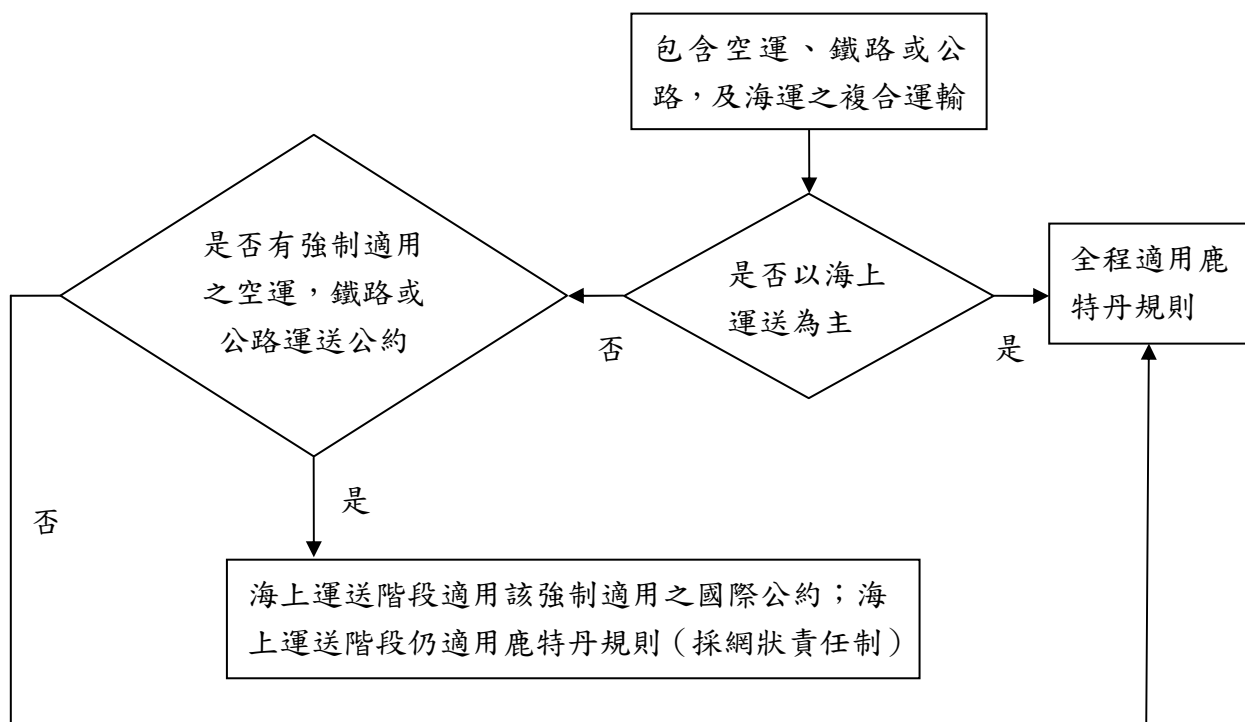 包含空運、鐵路或公
路，及海運之複合運輸
是否以海上
運送為主
是
全程適用鹿
特丹規則
否
是否有強制適用
之空運，鐵路或
公路運送公約
是
海上運送階段適用該強制適用之國際公約；海
上運送階段仍適用鹿特丹規則（採網狀責任制）
否